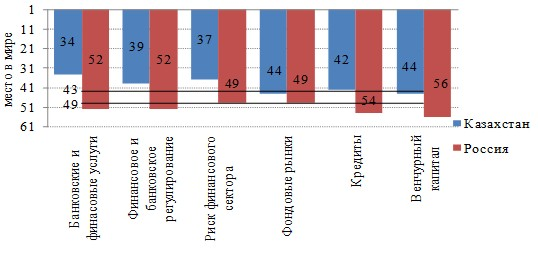 место в мире
1
11
21
31
41
51
61
34
52
39
52
37
49
44
49
42
54
44
56
43
49
Банковские и
финасовые услуги
Финансовое и
банковское
регулирование
Риск финансового
сектора
Фондовые рынки
Кредиты
Венчурный
капитал
Казахстан
Россия